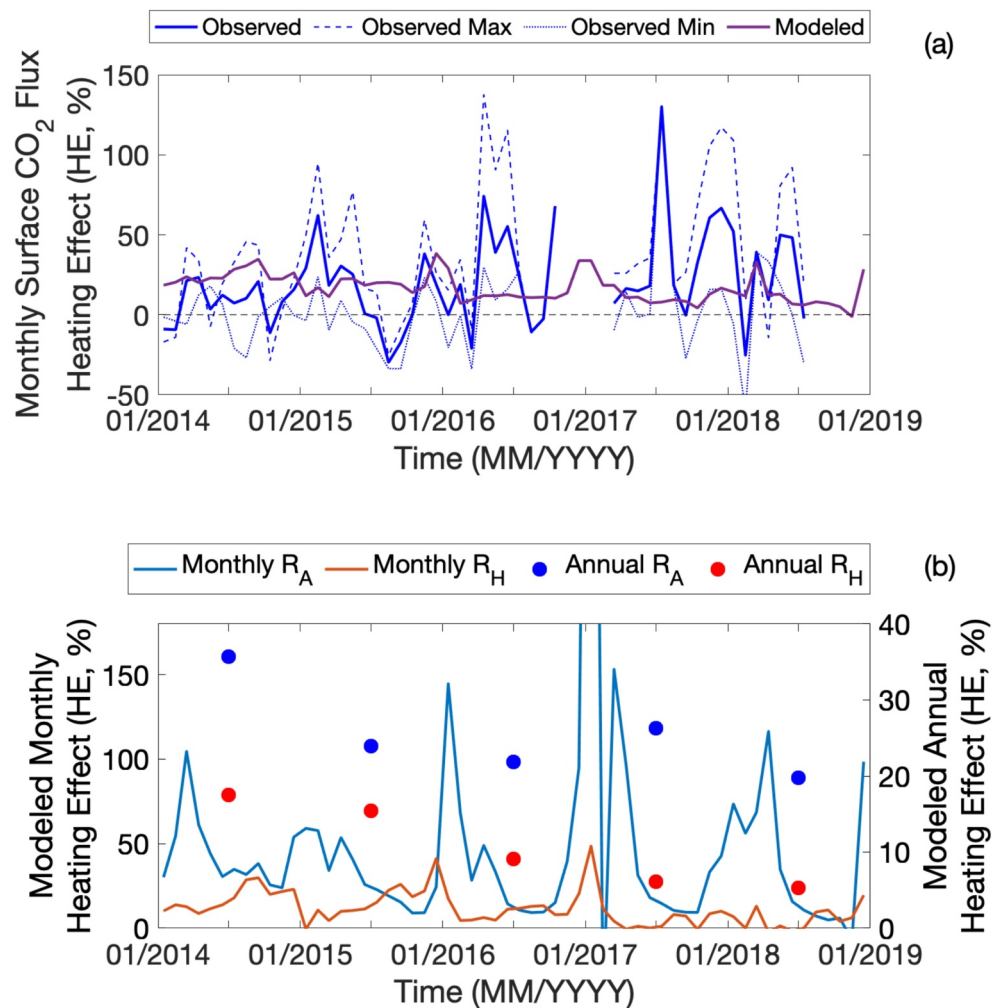 Observed Observed Max Observed Min Modeled
(a)
Monthly Surface CO2 Flux
Heating Effect (HE, %)
150
100
50
0
-50
01/2014 01/2015 01/2016 01/2017 01/2018 01/2019
Time (MM/YYYY)
Monthly RA Monthly RH Annual RA Annual RH
(b)
Modeled Monthly
Heating Effect (HE, %)
150
100
50
0
40
30
20
10
0
Modeled Annual
Heating Effect (HE, %)
01/2014 01/2015 01/2016 01/2017 01/2018 01/2019
Time (MM/YYYY)